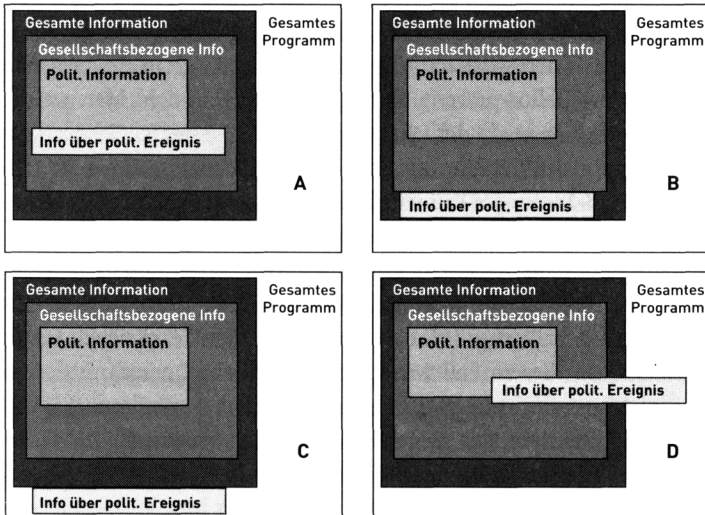 Gesamte Information
Gesamtes
Programm
Gesellschaftsbezogene Info
Polit. Information
Info über polit. Ereignis
A
Gesamte Information
Gesamtes
Programm
Gesellschaftsbezogene Info
Polit. Information
Info über polit. Ereignis
B
Gesamte Information
Gesamtes
Programm
Gesellschaftsbezogene Info
Polit. Information
C
Info über polit. Ereignis
Gesamte Information
Gesamtes
Programm
Gesellschaftsbezogene Info
Polit. Information
Info über polit. Ereignis
D